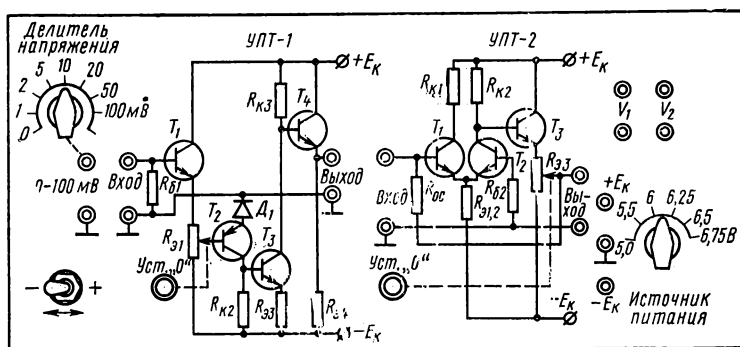 Делитель
напряжения
0 1 2 5 10 20 50 100 мВ
0-100 мВ
- +
УПТ-1
+Eк
Rк3
T4
T1
Вход
Rб1
Выход
Д1
T2
T3
Rэ1
Уст. „0“
Rк2
Rэ3
-Eк
УПТ-2
+Eк
Rк1
Rк2
T1
T3
T2
Rэ3
Вход
Rос
Rб2
Rэ1,2
Вы-
ход
Уст. „0“
-Eк
V1 V2
+Eк
-Eк
5,0 5,5 6 6,25 6,5 6,75 В
Источник
питания